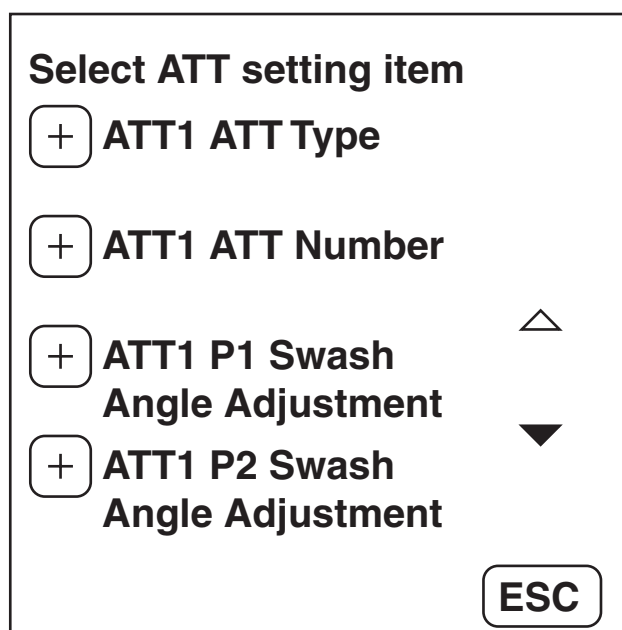 Select ATT setting item
+ ATT1 ATT Type
+ ATT1 ATT Number
+ ATT1 P1 Swash
Angle Adjustment
+ ATT1 P2 Swash
Angle Adjustment
ESC